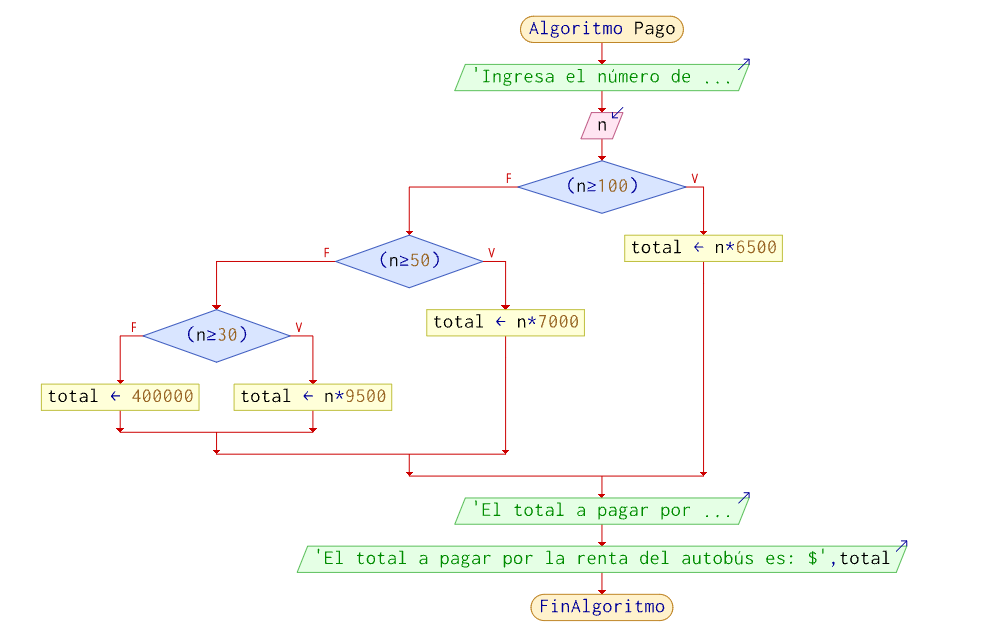 Algoritmo Pago
'Ingresa el número de ...
n
F
(n≥100)
V
total ← n*6500
F
(n≥50)
V
total ← n*7000
F
(n≥30)
V
total ← 400000
total ← n*9500
'El total a pagar por ...
'El total a pagar por la renta del autobús es: $',total
FinAlgoritmo